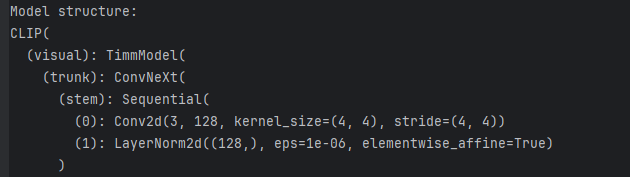 Model structure:
CLIP(
  (visual): TimmModel(
    (trunk): ConvNeXt(
      (stem): Sequential(
        (0): Conv2d(3, 128, kernel_size=(4, 4), stride=(4, 4))
        (1): LayerNorm2d((128,), eps=1e-06, elementwise_affine=True)
      )